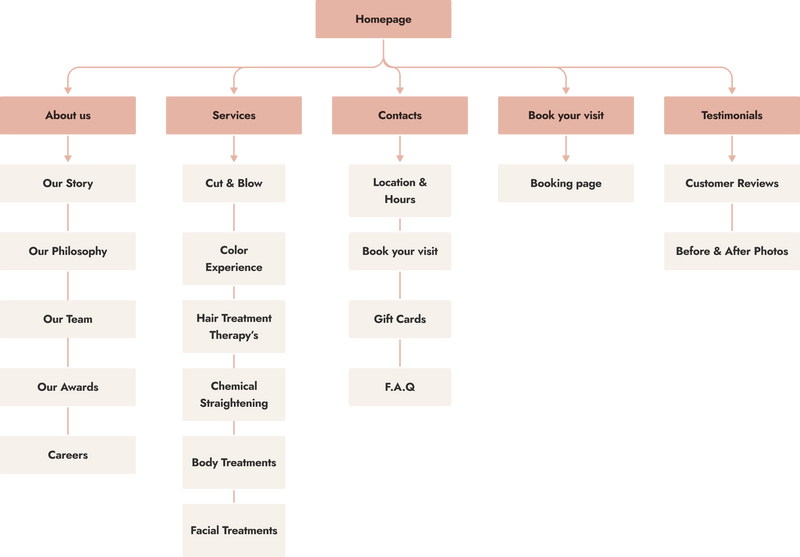 Homepage
About us
Services
Contacts
Book your visit
Testimonials
Our Story
Cut & Blow
Location &
Hours
Booking page
Customer Reviews
Our Philosophy
Color
Experience
Book your visit
Before & After Photos
Our Team
Hair Treatment
Therapy's
Gift Cards
Our Awards
Chemical
Straightening
F.A.Q
Careers
Body Treatments
Facial Treatments